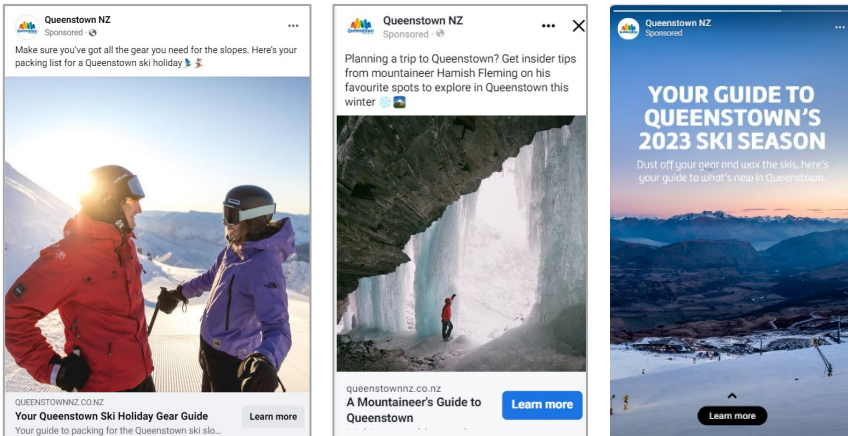 Queenstown NZ
Sponsored ·
Make sure you've got all the gear you need for the slopes. Here's your
packing list for a Queenstown ski holiday
QUEENSTOWNNZ.CO.NZ
Your Queenstown Ski Holiday Gear Guide
Your guide to packing for the Queenstown ski slo...
Learn more
Queenstown NZ
Sponsored ·
Planning a trip to Queenstown? Get insider tips
from mountaineer Hamish Fleming on his
favourite spots to explore in Queenstown this
winter
queenstownnz.co.nz
A Mountaineer's Guide to
Queenstown
Learn more
Queenstown NZ
Sponsored
YOUR GUIDE TO
QUEENSTOWN'S
2023 SKI SEASON
Dust off your gear and wax the skis, here's
your guide to what's new in Queenstown.
Learn more